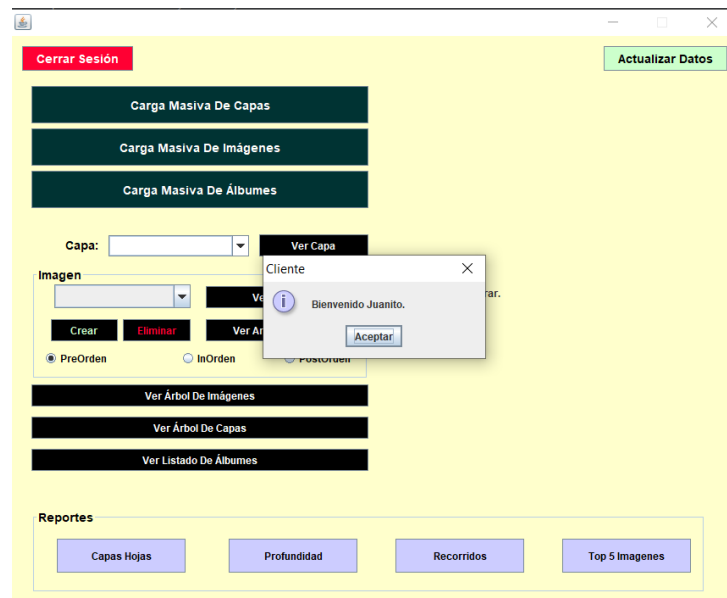 Cerrar Sesión
Actualizar Datos
Carga Masiva De Capas
Carga Masiva De Imágenes
Carga Masiva De Álbumes
Capa:
Ver Capa
Cliente
Imagen
Bienvenido Juanito.
Crear
Eliminar
Aceptar
PreOrden
InOrden
PostOrden
Ver Árbol De Imágenes
Ver Árbol De Capas
Ver Listado De Álbumes
Reportes
Capas Hojas
Profundidad
Recorridos
Top 5 Imagenes